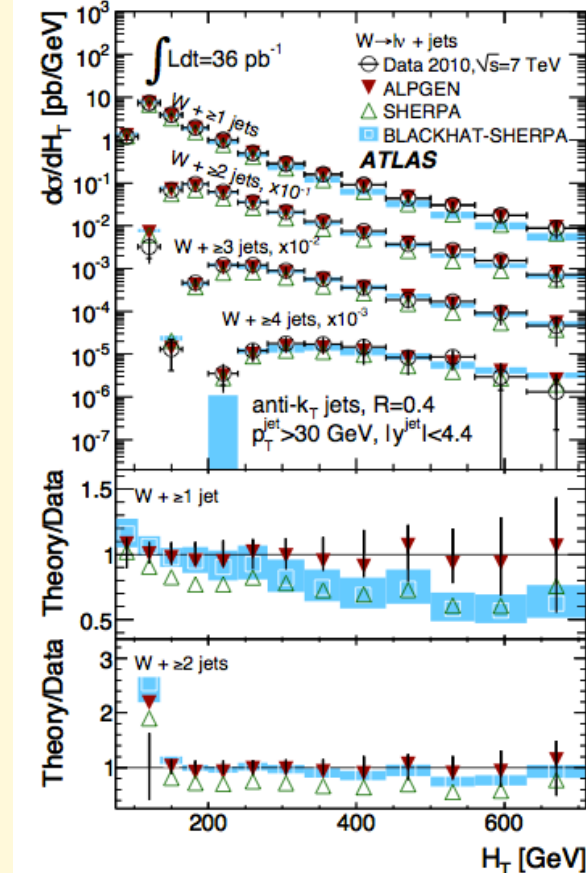 dσ/dH_T [pb/GeV]
10³
10²
10
1
10⁻¹
10⁻²
10⁻³
10⁻⁴
10⁻⁵
10⁻⁶
10⁻⁷
∫Ldt=36 pb⁻¹
W→lν + jets
Data 2010,√s=7 TeV
ALPGEN
SHERPA
BLACKHAT-SHERPA
ATLAS
W + ≥1 jets
W + ≥2 jets, x10⁻¹
W + ≥3 jets, x10⁻²
W + ≥4 jets, x10⁻³
anti-k_T jets, R=0.4
p_T^jet>30 GeV, |y^jet|<4.4
Theory/Data
1.5
1
0.5
W + ≥1 jet
Theory/Data
3
2
1
W + ≥2 jets
200
400
600
H_T [GeV]